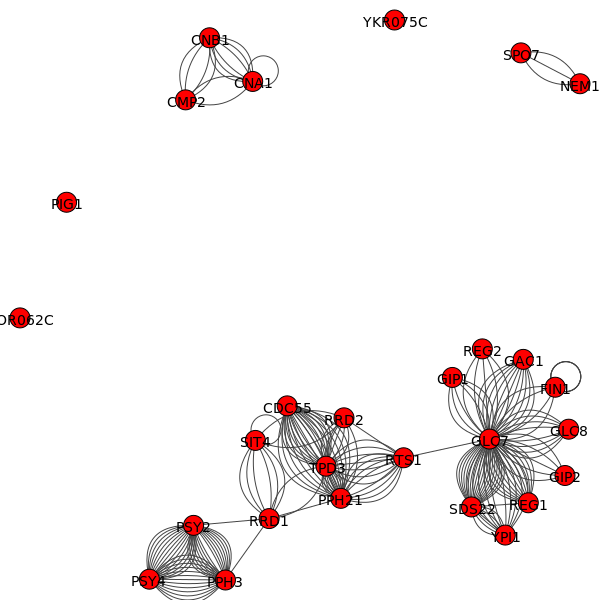 YKR075C
CNB1
SPO7
CNA1
NEM1
CMP2
PIG1
OR062C
REG2
GAC1
GIP1
FIN1
CDC55
RRD2
GLC8
SIT4
GLC7
RTS1
TPD3
GIP2
PPH21
SDS22
REG1
RRD1
PSY2
YPI1
PSY4
PPH3